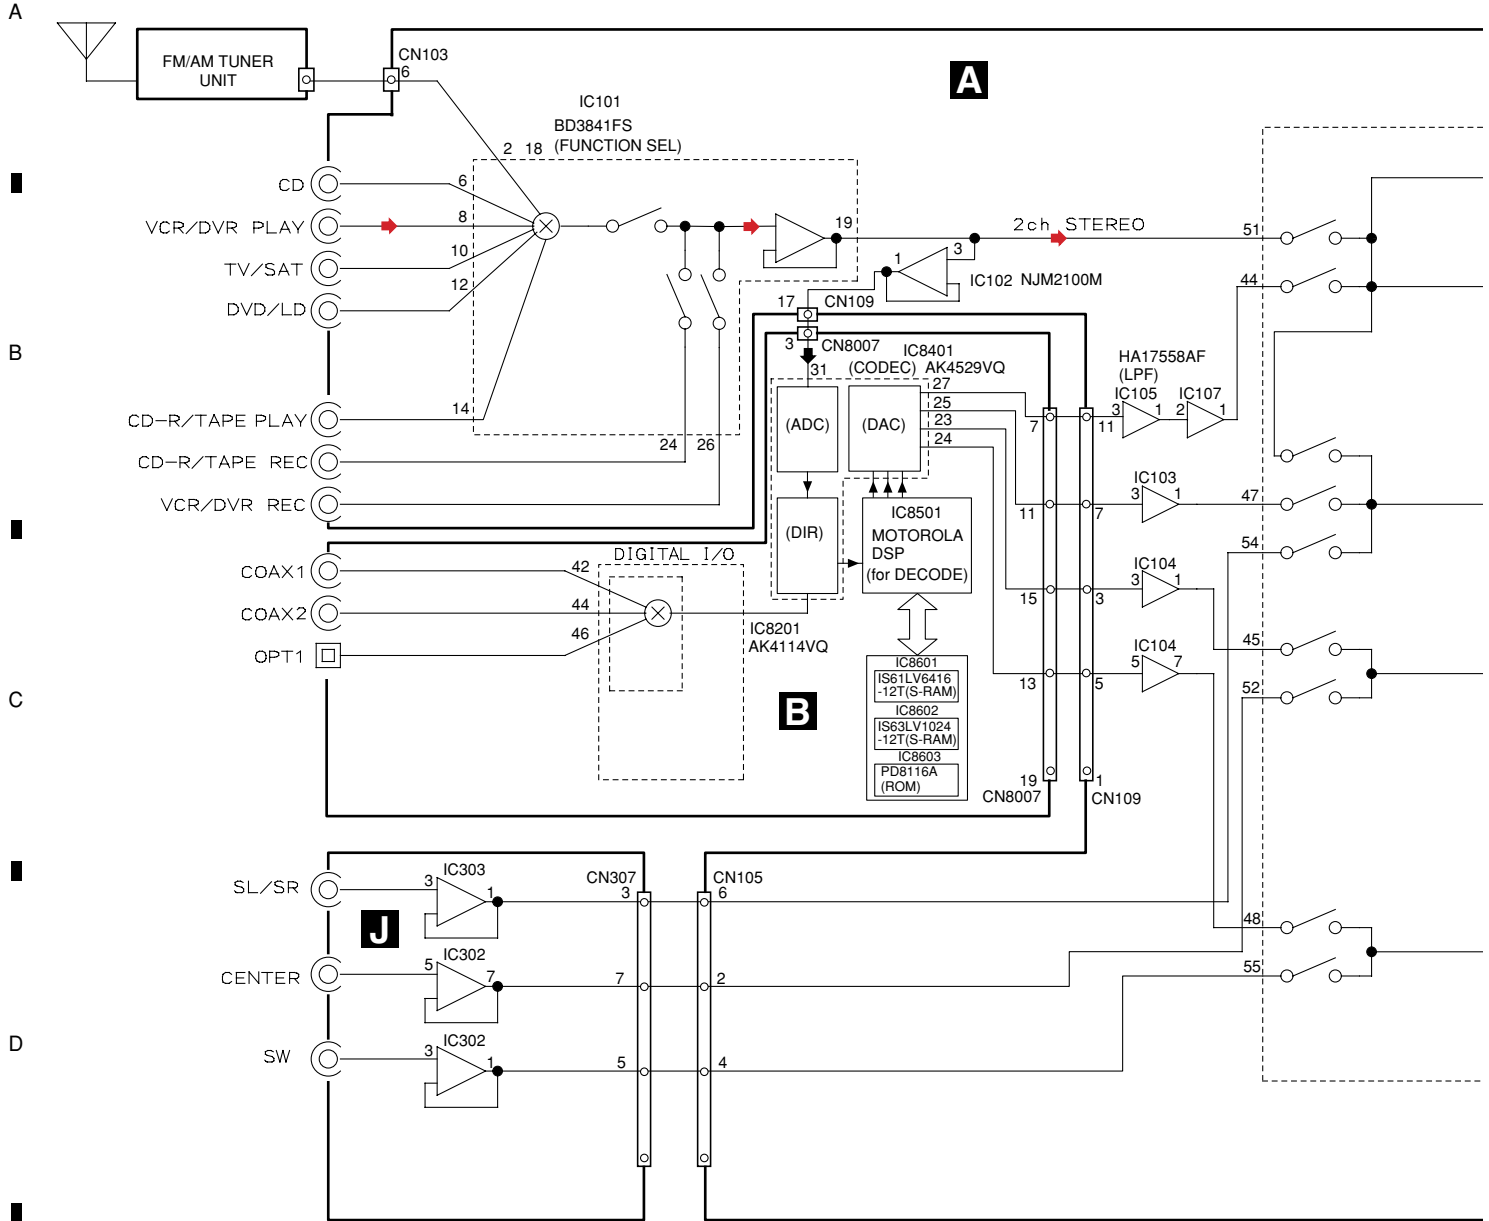 A
FM/AM TUNER
UNIT
CN103
6
A
IC101
BD3841FS
(FUNCTION SEL)
2 18
CD
6
VCR/DVR PLAY
8
19
2ch STEREO
51
TV/SAT
10
1
3
IC102 NJM2100M
44
DVD/LD
12
17
CN109
B
3
CN8007
31
IC8401
(CODEC) AK4529VQ
HA17558AF
(LPF)
IC105
IC107
27
25
23
24
CD-R/TAPE PLAY
14
(ADC)
(DAC)
7
11
3
1
2
1
24
26
CD-R/TAPE REC
VCR/DVR REC
IC103
3
1
47
11
7
(DIR)
IC8501
MOTOROLA
DSP
(for DECODE)
54
DIGITAL I/O
COAX1
42
IC104
3
1
15
3
COAX2
44
IC8201
AK4114VQ
46
OPT1
IC104
5
7
45
13
5
52
IC8601
IS61LV6416
-12T(S-RAM)
IC8602
IS63LV1024
-12T(S-RAM)
IC8603
PD8116A
(ROM)
C
B
19
CN8007
1
CN109
SL/SR
3
IC303
1
CN307
3
CN105
6
J
48
CENTER
5
IC302
7
7
2
55
D
SW
3
IC302
1
5
4